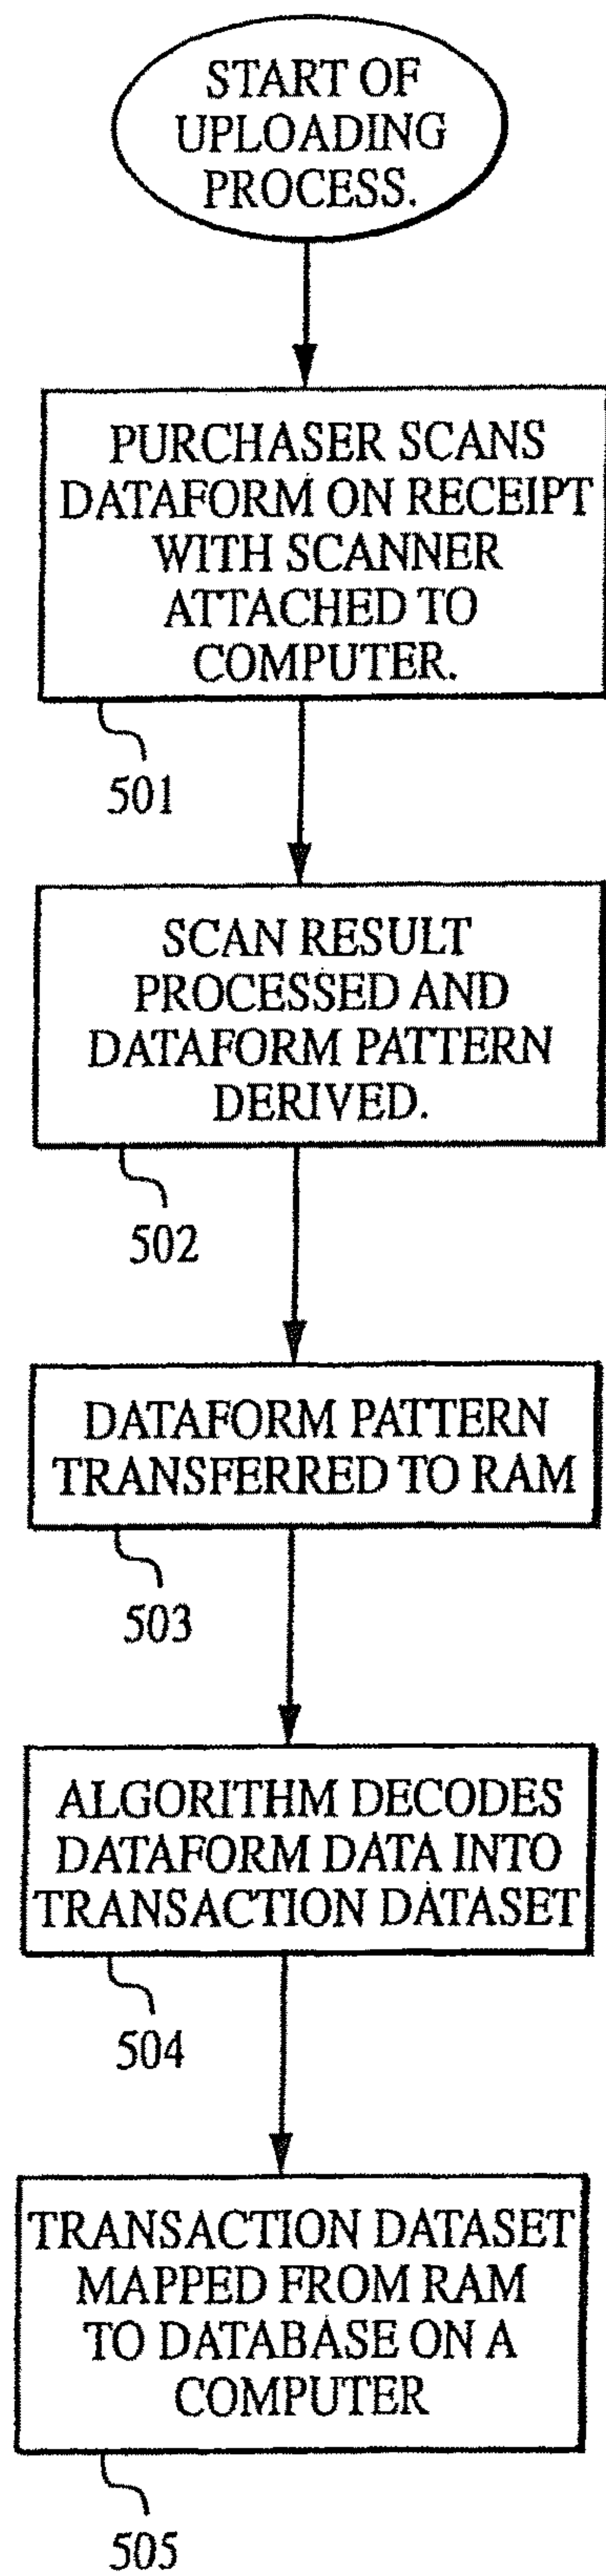 START OF
UPLOADING
PROCESS.
PURCHASER SCANS
DATAFORM ON RECEIPT
WITH SCANNER
ATTACHED TO
COMPUTER.
501
SCAN RESULT
PROCESSED AND
DATAFORM PATTERN
DERIVED.
502
DATAFORM PATTERN
TRANSFERRED TO RAM
503
ALGORITHM DECODES
DATAFORM DATA INTO
TRANSACTION DATASET
504
TRANSACTION DATASET
MAPPED FROM RAM
TO DATABASE ON A
COMPUTER
505